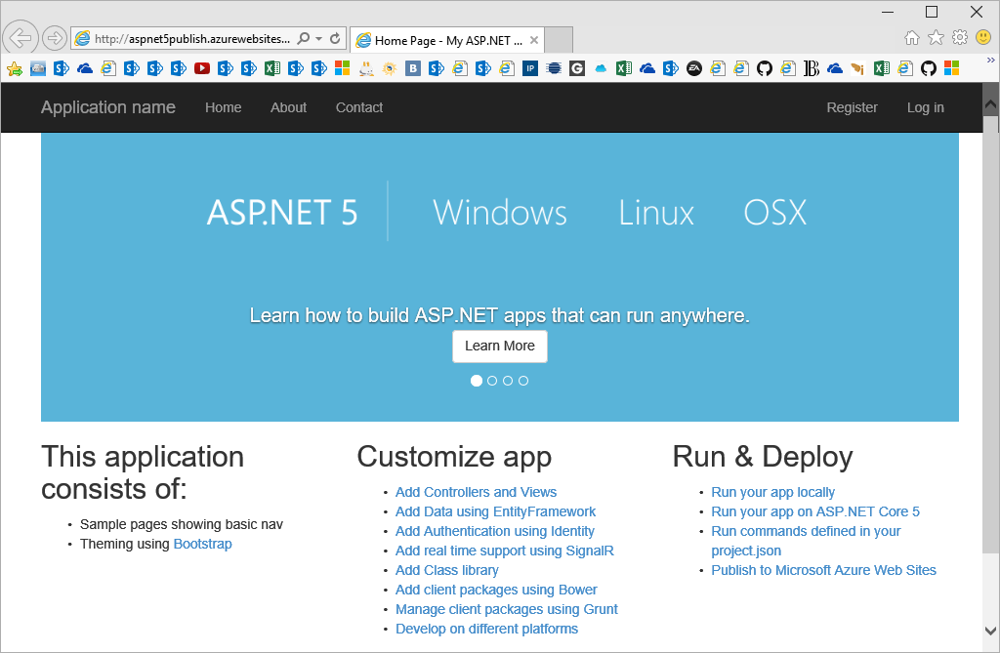 http://aspnet5publish.azurewebsites...
Home Page - My ASP.NET ...
Application name
Home
About
Contact
Register
Log in
ASP.NET 5
Windows
Linux
OSX
Learn how to build ASP.NET apps that can run anywhere.
Learn More
This application
consists of:
Sample pages showing basic nav
Theming using Bootstrap
Customize app
Add Controllers and Views
Add Data using EntityFramework
Add Authentication using Identity
Add real time support using SignalR
Add Class library
Add client packages using Bower
Manage client packages using Grunt
Develop on different platforms
Run & Deploy
Run your app locally
Run your app on ASP.NET Core 5
Run commands defined in your
project.json
Publish to Microsoft Azure Web Sites